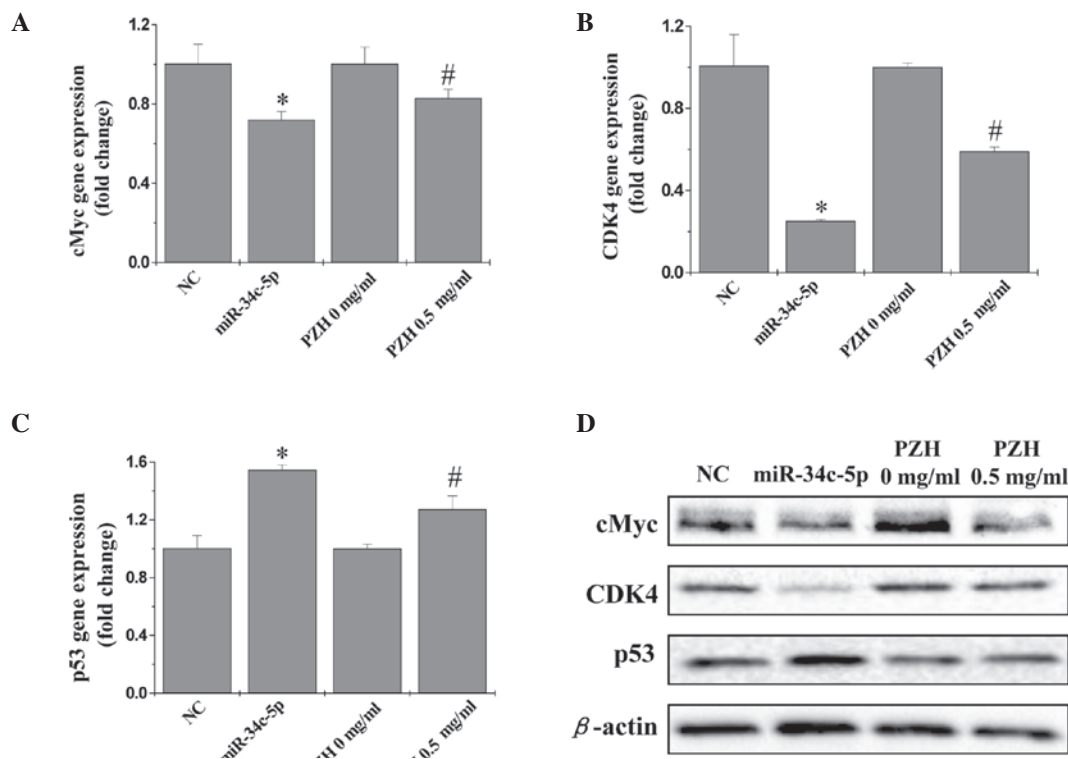 A
cMyc gene expression
(fold change)
1.2
0.8
0.4
0.0
*
#
NC
miR-34c-5p
PZH 0 mg/ml
PZH 0.5 mg/ml
B
CDK4 gene expression
(fold change)
1.2
0.8
0.4
0.0
*
#
NC
miR-34c-5p
PZH 0 mg/ml
PZH 0.5 mg/ml
C
p53 gene expression
(fold change)
1.6
1.2
0.8
0.4
0.0
*
#
NC
miR-34c-5p
ZH 0 mg/ml
0.5 mg/ml
D
NC
miR-34c-5p
PZH
0 mg/ml
PZH
0.5 mg/ml
cMyc
CDK4
p53
β-actin